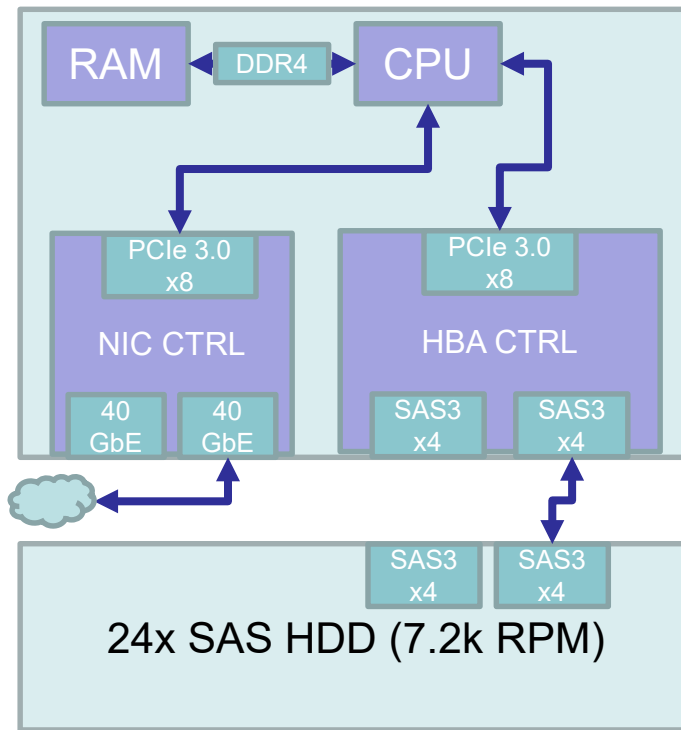 RAM
DDR4
CPU
PCIe 3.0
x8
NIC CTRL
40
GbE
40
GbE
PCIe 3.0
x8
HBA CTRL
SAS3
x4
SAS3
x4
SAS3
x4
SAS3
x4
24x SAS HDD (7.2k RPM)